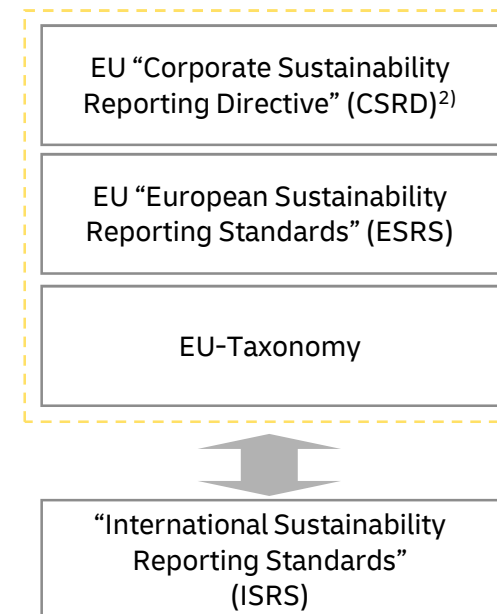 EU “Corporate Sustainability
Reporting Directive” (CSRD)2)
EU “European Sustainability
Reporting Standards” (ESRS)
EU-Taxonomy
“International Sustainability
Reporting Standards”
(ISRS)